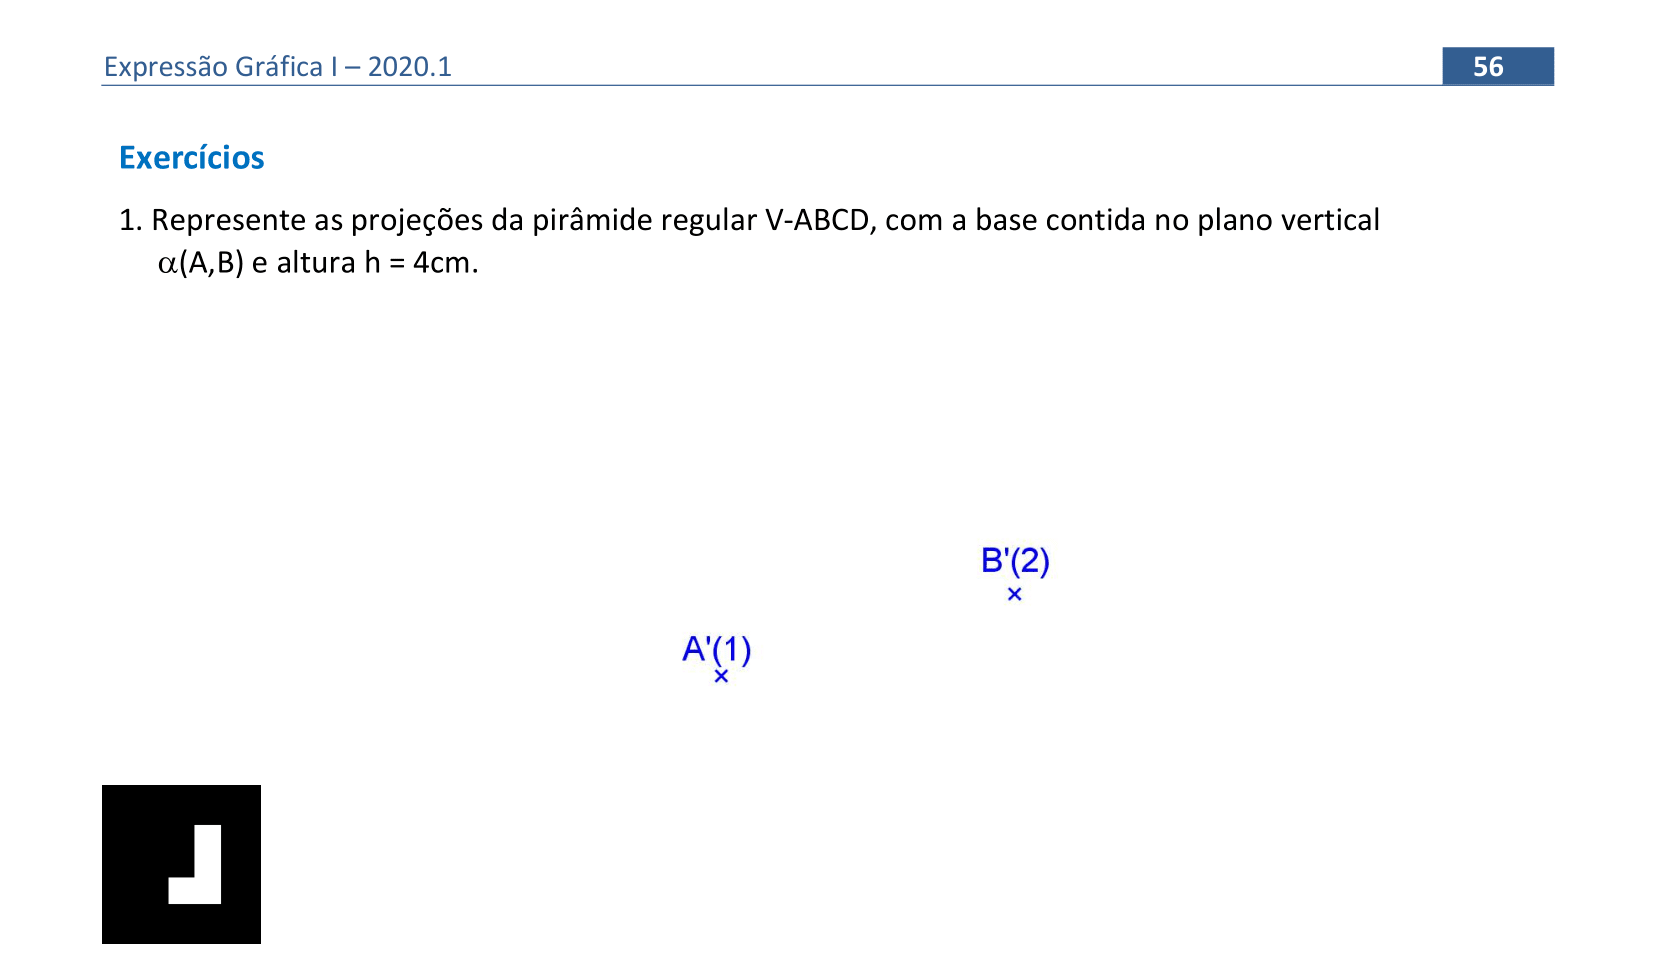 Expressão Gráfica I – 2020.1
56
Exercícios
1. Represente as projeções da pirâmide regular V-ABCD, com a base contida no plano vertical
α(A,B) e altura h = 4cm.
B'(2)
A'(1)